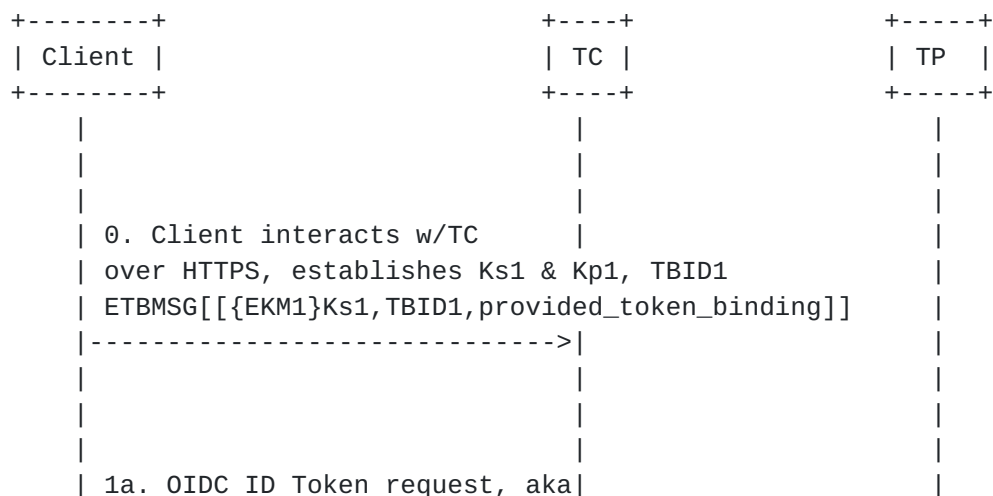 +--------+                        +----+                +-----+
| Client |                        | TC |                | TP  |
+--------+                        +----+                +-----+
    |                               |                      |
    |                               |                      |
    |                               |                      |
    | 0. Client interacts w/TC      |                      |
    | over HTTPS, establishes Ks1 & Kp1, TBID1             |
    | ETBMSG[[{EKM1}Ks1,TBID1,provided_token_binding]]     |
    |------------------------------>|                      |
    |                               |                      |
    |                               |                      |
    |                               |                      |
    | 1a. OIDC ID Token request, aka|                      |